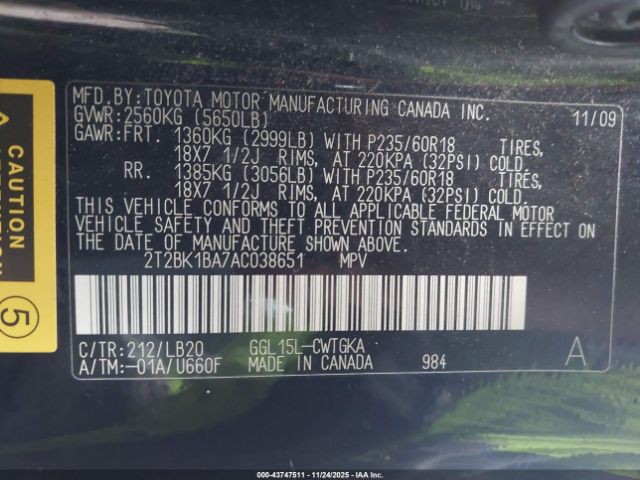 MFD.BY:TOYOTA MOTOR MANUFACTURING CANADA INC. 11/09
GVWR:2560KG (5650LB)
GAWR:FRT. 1360KG (2999LB) WITH P235/60R18 TIRES,
18X7 1/2J RIMS, AT 220KPA (32PSI) COLD.
RR. 1385KG (3056LB) WITH P235/60R18 TIRES,
18X7 1/2J RIMS, AT 220KPA (32PSI) COLD.
THIS VEHICLE CONFORMS TO ALL APPLICABLE FEDERAL MOTOR
VEHICLE SAFETY AND THEFT PREVENTION STANDARDS IN EFFECT ON
THE DATE OF MANUFACTURE SHOWN ABOVE.
2T2BK1BA7AC038651 MPV
C/TR:212/LB20 GGL15L-CWTGKA A
A/TM:-01A/U660F MADE IN CANADA 984
5
000-43747511 - 11/24/2025 - IAAI.COM